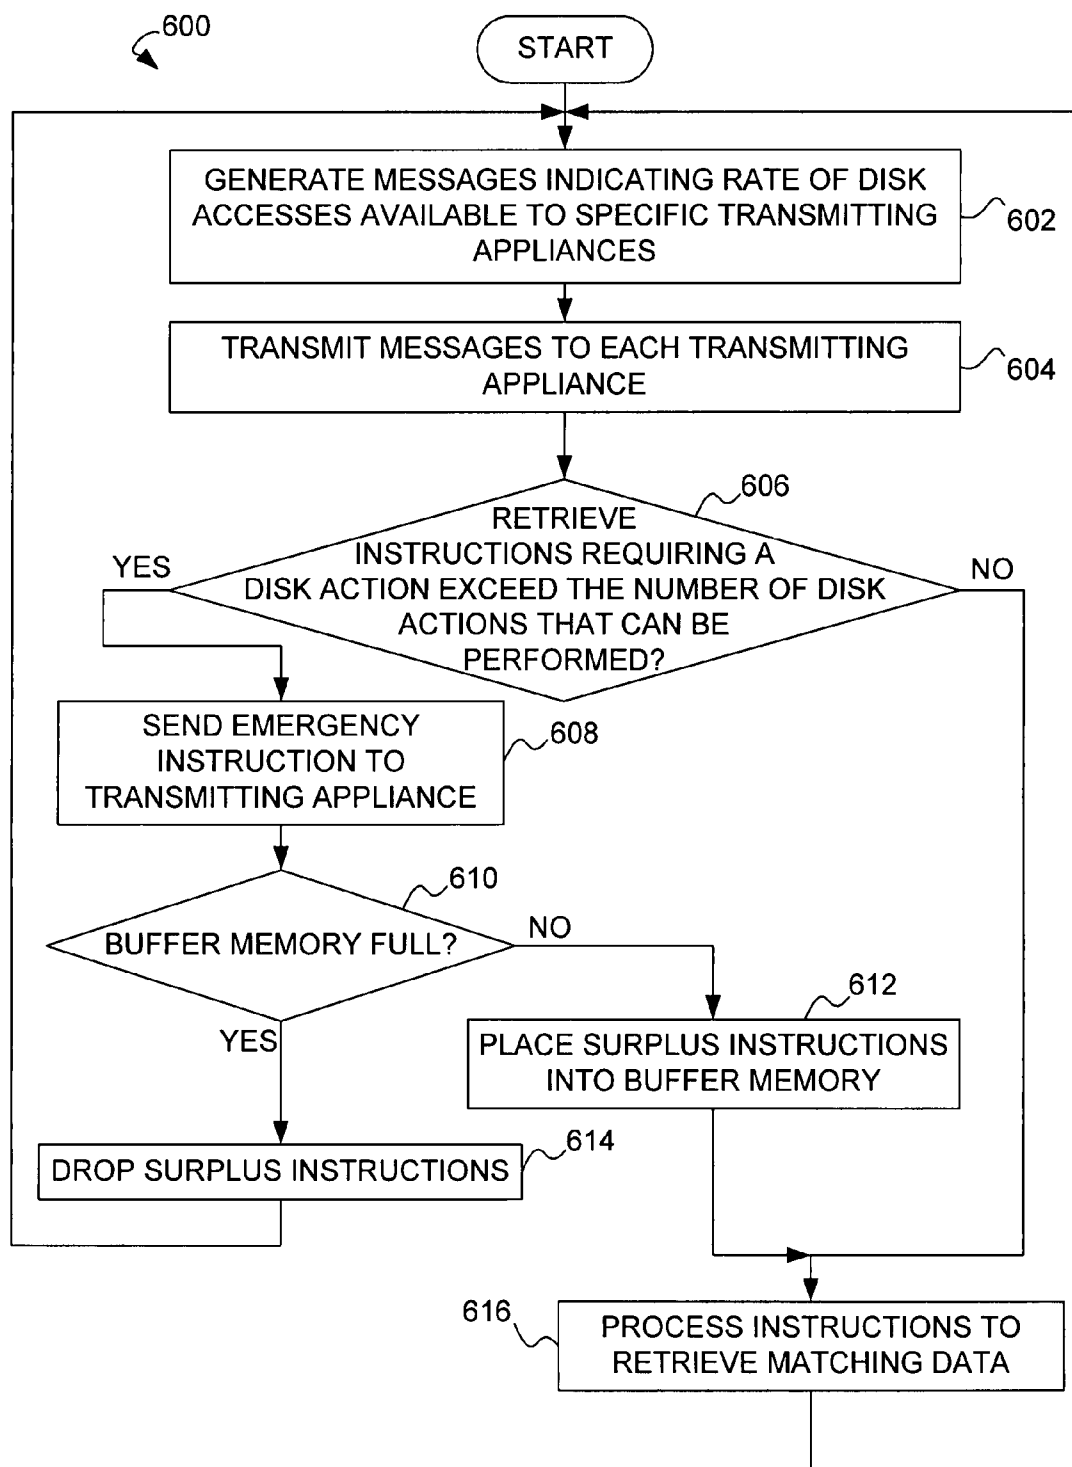 600
START
GENERATE MESSAGES INDICATING RATE OF DISK
ACCESSES AVAILABLE TO SPECIFIC TRANSMITTING
APPLIANCES
602
TRANSMIT MESSAGES TO EACH TRANSMITTING
APPLIANCE
604
606
RETRIEVE
INSTRUCTIONS REQUIRING A
DISK ACTION EXCEED THE NUMBER OF DISK
ACTIONS THAT CAN BE
PERFORMED?
YES
NO
SEND EMERGENCY
INSTRUCTION TO
TRANSMITTING APPLIANCE
608
610
BUFFER MEMORY FULL?
NO
YES
612
PLACE SURPLUS INSTRUCTIONS
INTO BUFFER MEMORY
614
DROP SURPLUS INSTRUCTIONS
616
PROCESS INSTRUCTIONS TO
RETRIEVE MATCHING DATA